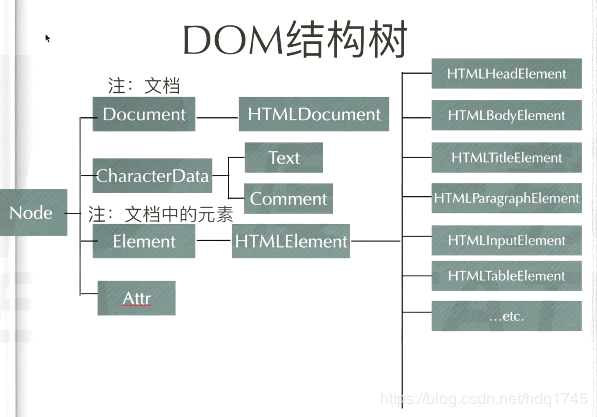 DOM结构树
注：文档
Document
HTMLDocument
CharacterData
Text
Comment
Node
注：文档中的元素
Element
HTMLElement
Attr
HTMLHeadElement
HTMLBodyElement
HTMLTitleElement
HTMLParagraphElement
HTMLInputElement
HTMLTableElement
...etc.
https://blog.csdn.net/hdq1745